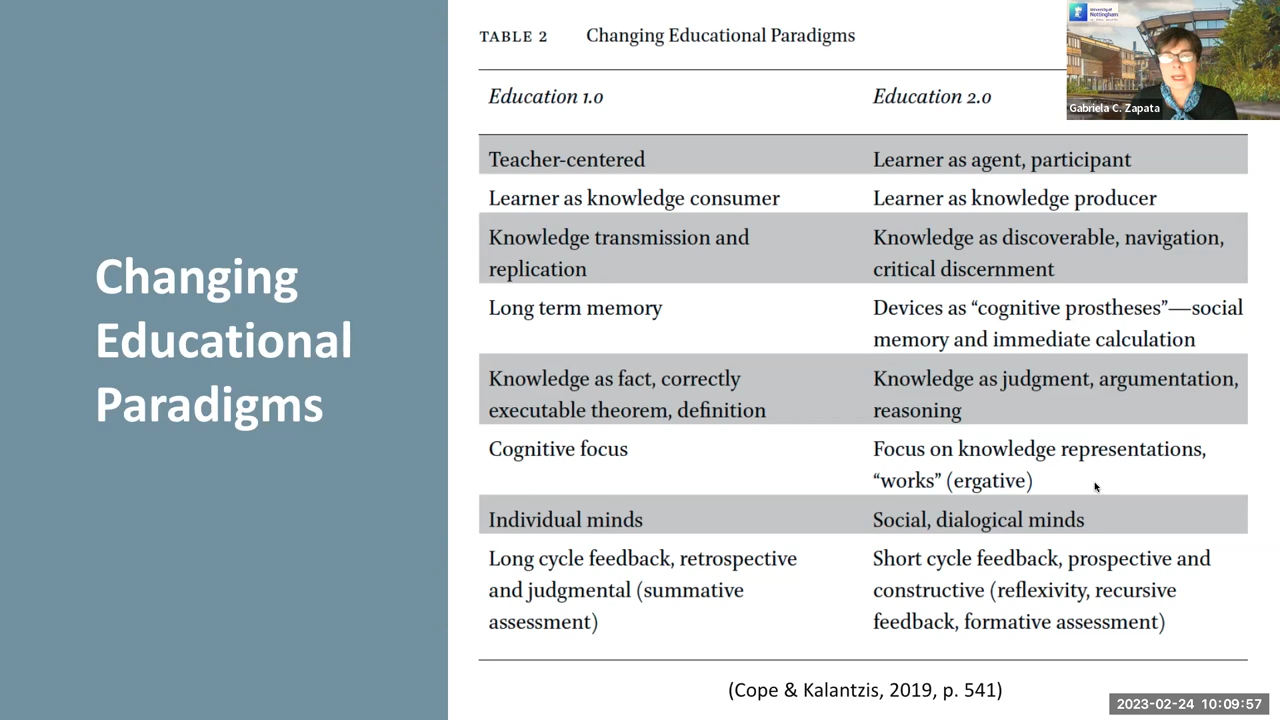 Changing
Educational
Paradigms
TABLE 2 Changing Educational Paradigms
Education 1.0 Education 2.0
Teacher-centered Learner as agent, participant
Learner as knowledge consumer Learner as knowledge producer
Knowledge transmission and Knowledge as discoverable, navigation,
replication critical discernment
Long term memory Devices as “cognitive prostheses”—social
memory and immediate calculation
Knowledge as fact, correctly Knowledge as judgment, argumentation,
executable theorem, definition reasoning
Cognitive focus Focus on knowledge representations,
“works” (ergative)
Individual minds Social, dialogical minds
Long cycle feedback, retrospective Short cycle feedback, prospective and
and judgmental (summative constructive (reflexivity, recursive
assessment) feedback, formative assessment)
(Cope & Kalantzis, 2019, p. 541)
University of
Nottingham
Gabriela C. Zapata
2023-02-24 10:09:57